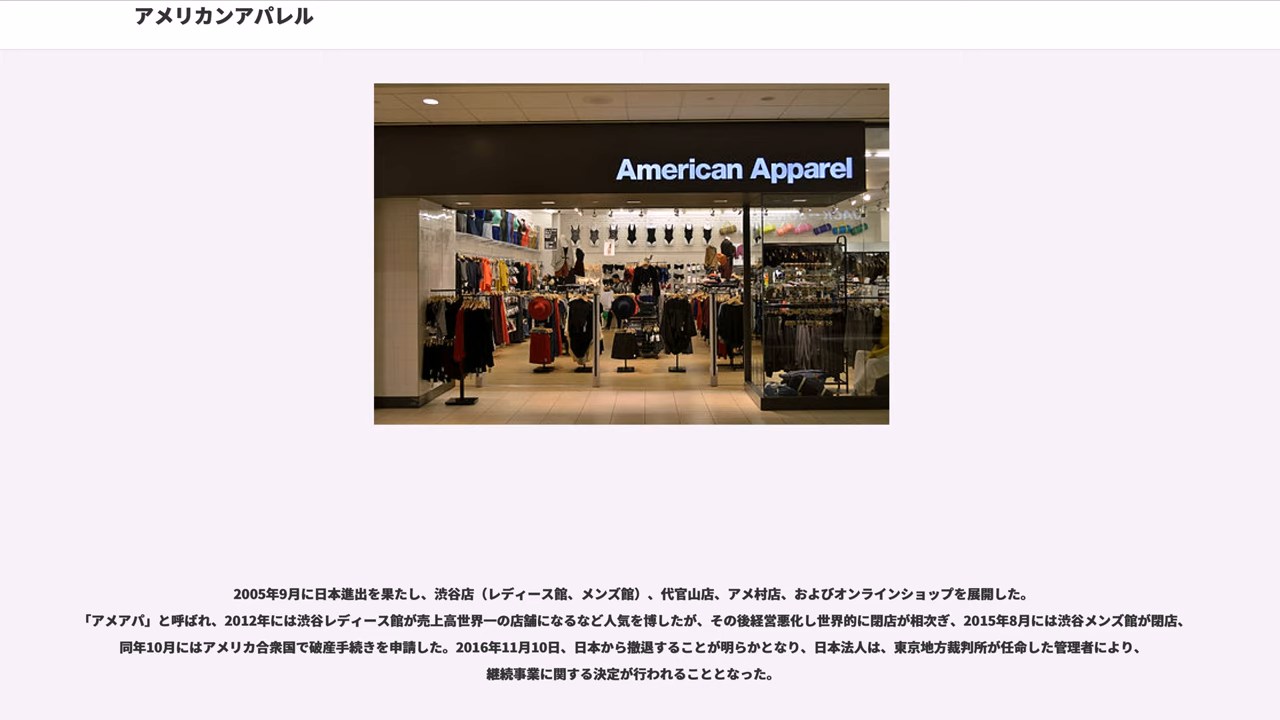 アメリカンアパレル
American Apparel
2005年9月に日本進出を果たし、渋谷店（レディース館、メンズ館）、代官山店、アメ村店、およびオンラインショップを展開した。
「アメアパ」と呼ばれ、2012年には渋谷レディース館が売上高世界一の店舗になるなど人気を博したが、その後経営悪化し世界的に閉店が相次ぎ、2015年8月には渋谷メンズ館が閉店、
同年10月にはアメリカ合衆国で破産手続きを申請した。2016年11月10日、日本から撤退することが明らかとなり、日本法人は、東京地方裁判所が任命した管理者により、
継続事業に関する決定が行われることとなった。